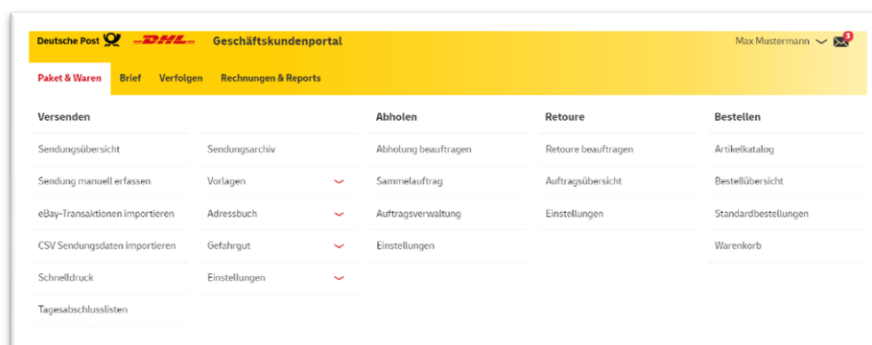 Deutsche Post DHL Geschäftskundenportal
Max Mustermann 3
Paket & Waren Brief Verfolgen Rechnungen & Reports
Versenden Abholen Retoure Bestellen
Sendungsübersicht Sendungsarchiv Abholung beauftragen Retoure beauftragen Artikelkatalog
Sendung manuell erfassen Vorlagen Sammelauftrag Auftragsübersicht Bestellübersicht
eBay-Transaktionen importieren Adressbuch Auftragsverwaltung Einstellungen Standardbestellungen
CSV Sendungsdaten importieren Gefahrgut Einstellungen Warenkorb
Schnelldruck Einstellungen
Tagesabschlusslisten